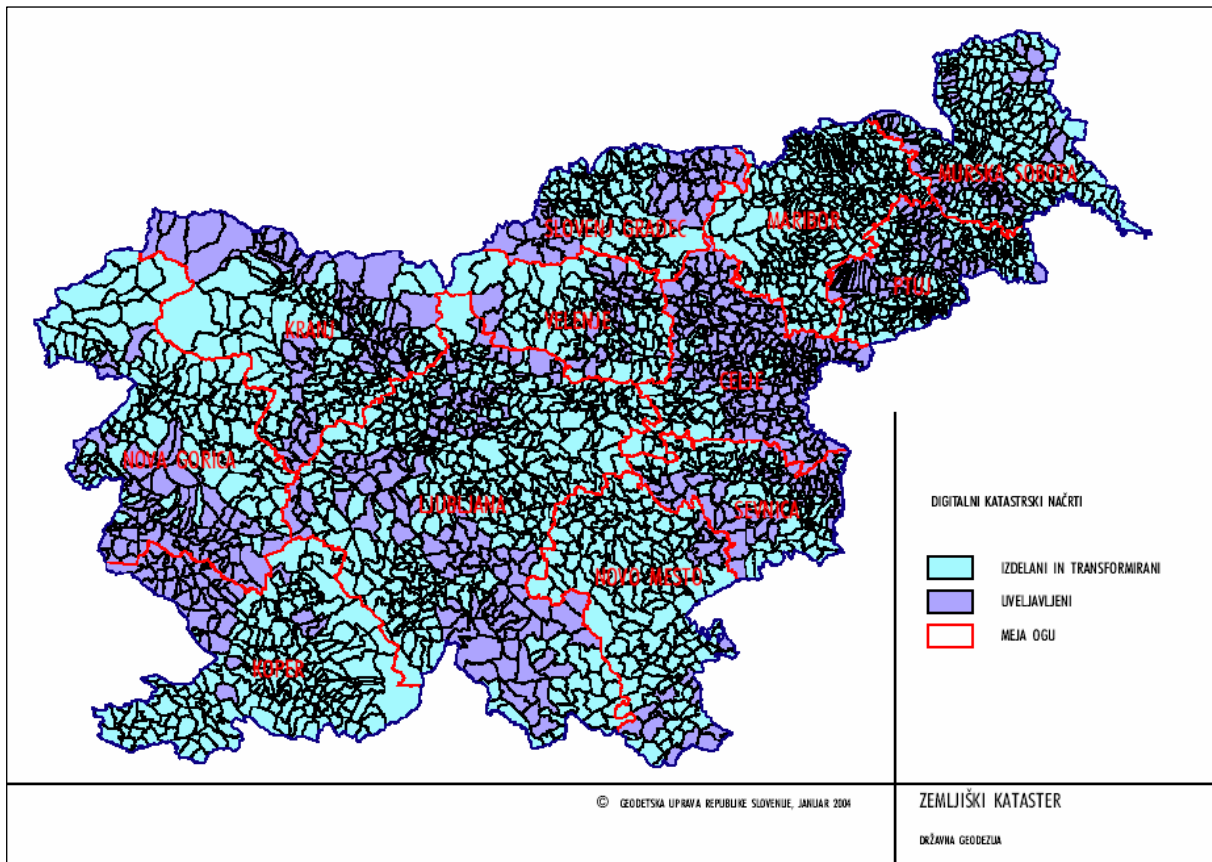 MURSKA SOBOTA
MARIBOR
SLOVENJ GRADEC
PTUJ
KRANJ
VELENJE
CELJE
NOVA GORICA
LJUBLJANA
SEVNICA
NOVO MESTO
KOPER
DIGITALNI KATASTRSKI NAČRTI
IZDELANI IN TRANSFORMIRANI
UVELJAVLJENI
MEJA OGU
© GEODETSKA UPRAVA REPUBLIKE SLOVENIJE, JANUAR 2004
ZEMLJIŠKI KATASTER
DRŽAVNA GEODEZIJA